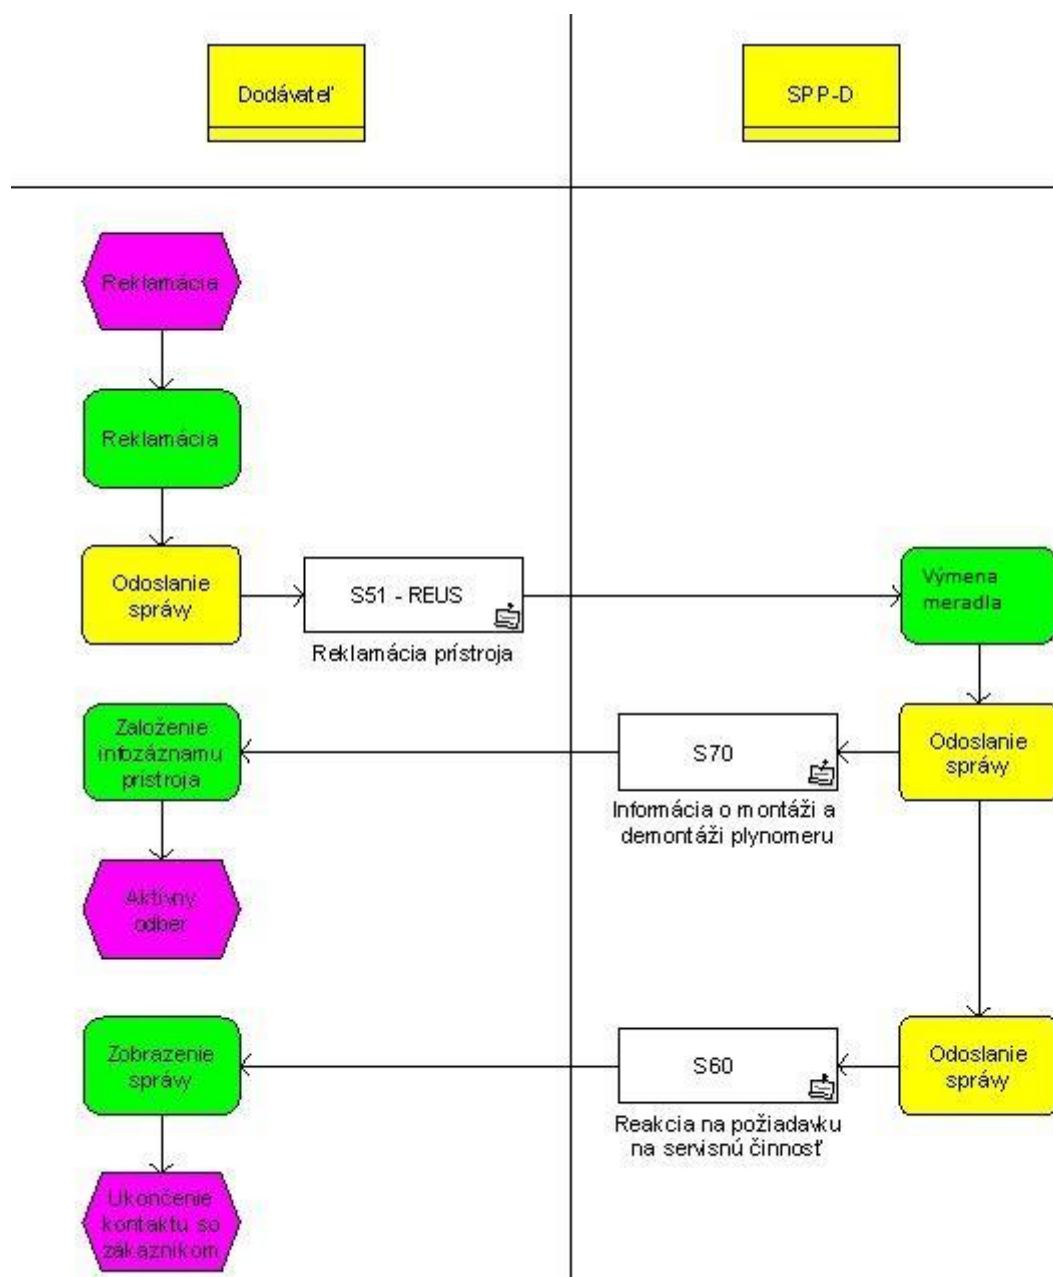 Dodávateľ
SPP-D
Reklamácia
Reklamácia
Odoslanie
správy
S51 - REUS
Reklamácia prístroja
Výmena
meradla
Založenie
infozáznamu
prístroja
S70
Informácia o montáži a
demontáži plynomeru
Odoslanie
správy
Aktívny
odber
Zobrazenie
správy
S60
Reakcia na požiadavku
na servisnú činnosť
Odoslanie
správy
Ukončenie
kontaktu so
zákazníkom